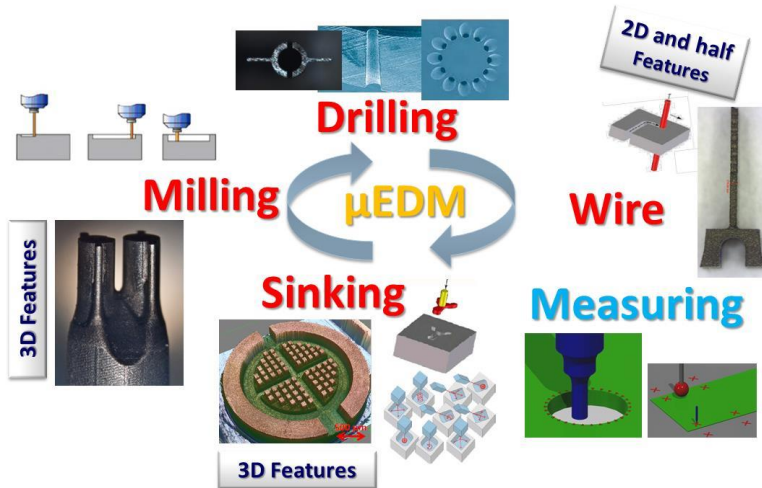 2D and half
Features
Drilling
Milling
µEDM
Wire
3D Features
Sinking
Measuring
3D Features